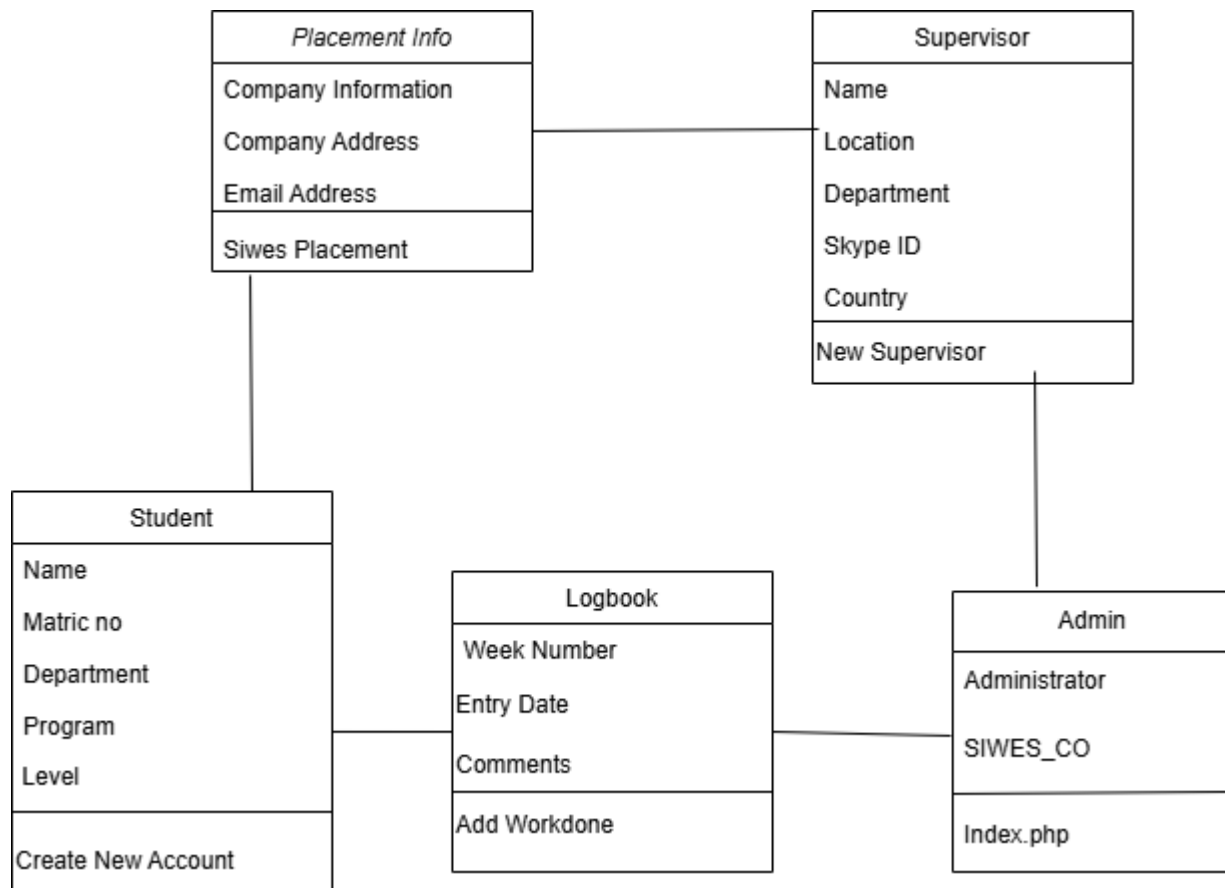 Placement Info
Company Information
Company Address
Email Address
Siwes Placement
Supervisor
Name
Location
Department
Skype ID
Country
New Supervisor
Student
Name
Matric no
Department
Program
Level
Create New Account
Logbook
Week Number
Entry Date
Comments
Add Workdone
Admin
Administrator
SIWES_CO
Index.php